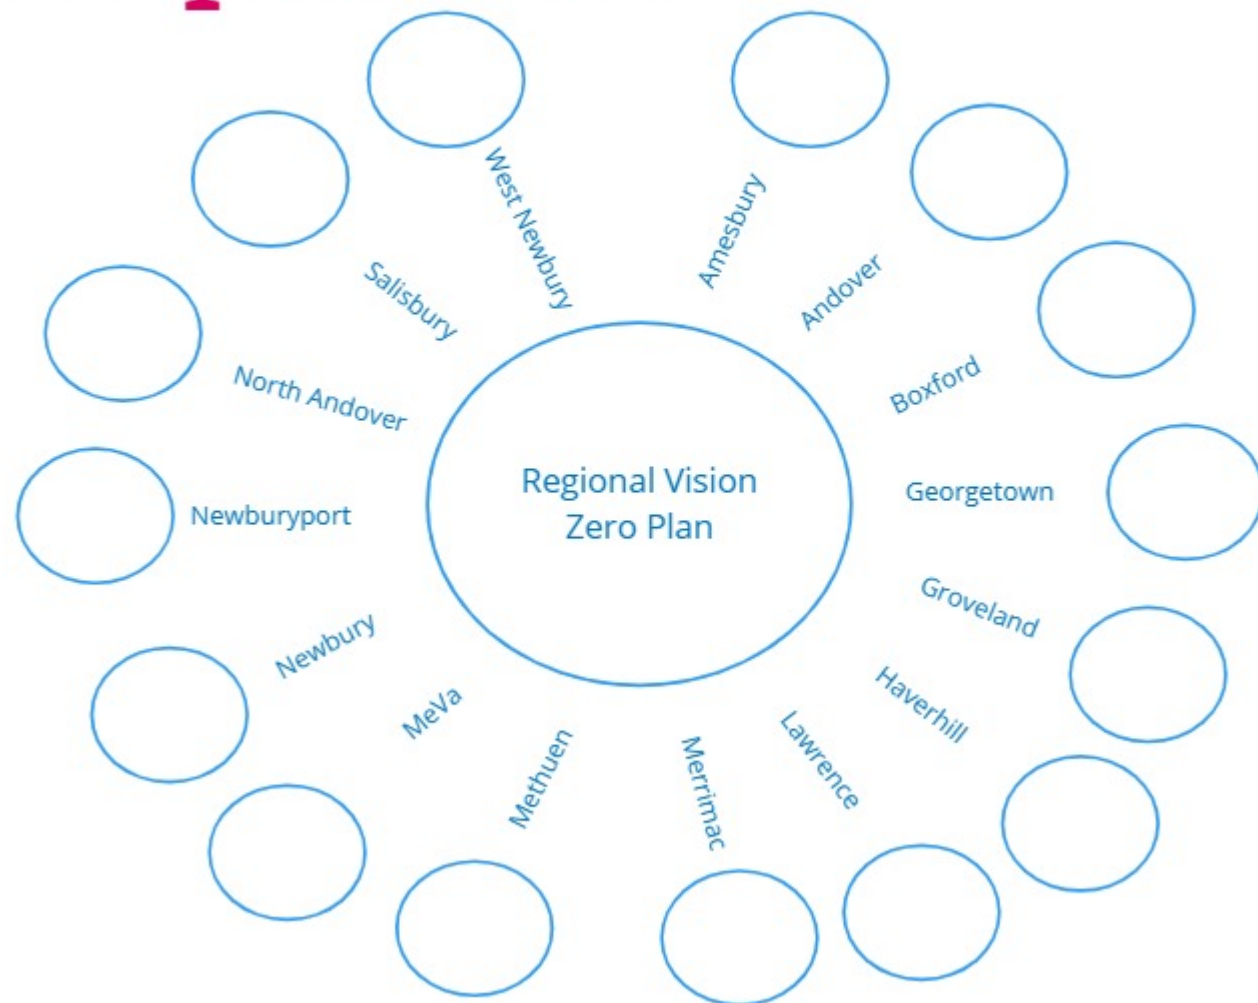 West Newbury
Amesbury
Salisbury
Andover
North Andover
Boxford
Regional Vision
Zero Plan
Georgetown
Newburyport
Groveland
Newbury
Haverhill
MeVa
Lawrence
Methuen
Merrimac